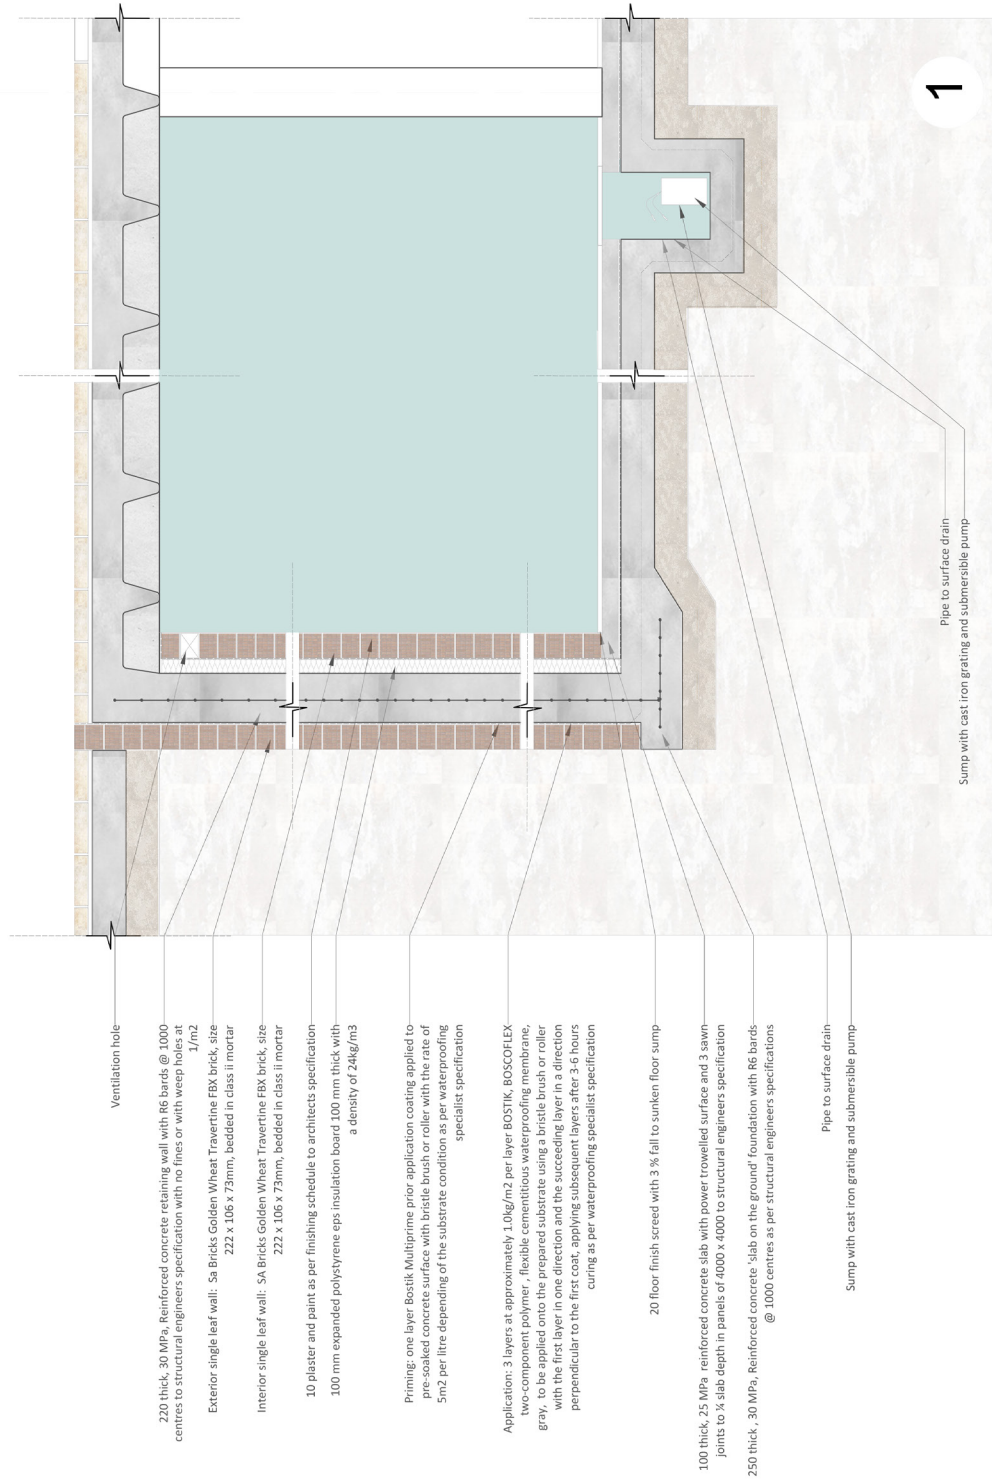 Ventilation hole
220 thick, 30 MPa, Reinforced concrete retaining wall with R6 bards @ 1000
centres to structural engineers specification with no fines or with weep holes at
1/m2
Exterior single leaf wall: Sa Bricks Golden Wheat Travertine FBX brick, size
222 x 106 x 73mm, bedded in class ii mortar
Interior single leaf wall: SA Bricks Golden Wheat Travertine FBX brick, size
222 x 106 x 73mm, bedded in class ii mortar
10 plaster and paint as per finishing schedule to architects specification
100 mm expanded polystyrene eps insulation board 100 mm thick with
a density of 24kg/m3
Priming: one layer Bostik Multiprime prior application coating applied to
pre-soaked concrete surface with bristle brush or roller with the rate of
5m2 per litre depending of the substrate condition as per waterproofing
specialist specification
Application: 3 layers at approximately 1.0kg/m2 per layer BOSTIK, BOSCOFLEX
two-component polymer , flexible cementitious waterproofing membrane,
gray, to be applied onto the prepared substrate using a bristle brush or roller
with the first layer in one direction and the succeeding layer in a direction
perpendicular to the first coat, applying subsequent layers after 3-6 hours
curing as per waterproofing specialist specification
20 floor finish screed with 3 % fall to sunken floor sump
100 thick, 25 MPa reinforced concrete slab with power trowelled surface and 3 sawn
joints to ¼ slab depth in panels of 4000 x 4000 to structural engineers specification
250 thick , 30 MPa, Reinforced concrete 'slab on the ground' foundation with R6 bards
@ 1000 centres as per structural engineers specifications
Pipe to surface drain
Sump with cast iron grating and submersible pump
Pipe to surface drain
Sump with cast iron grating and submersible pump
1